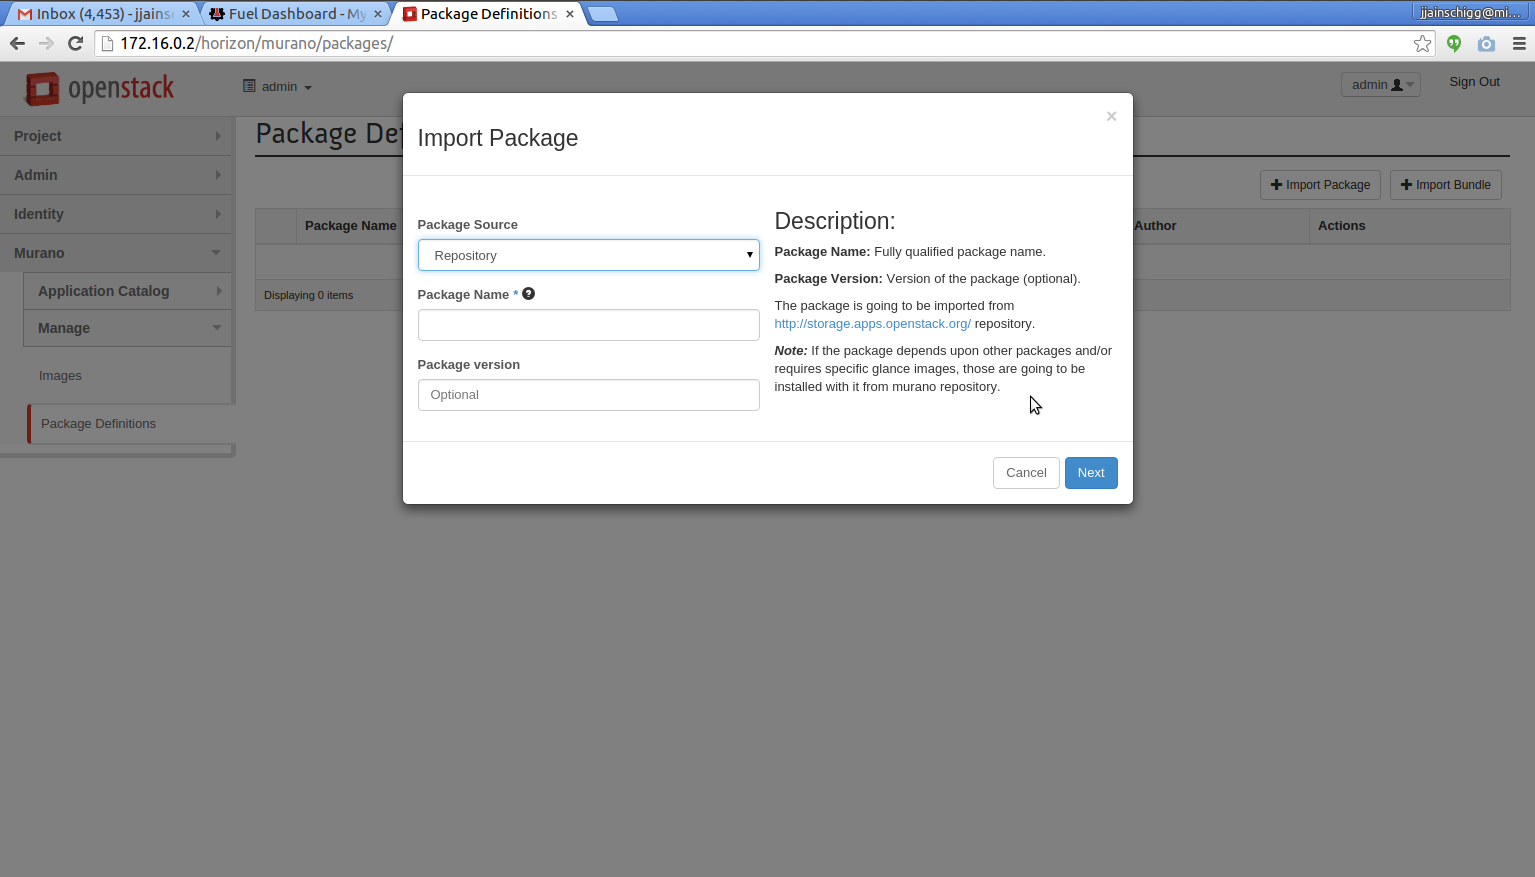 Inbox (4,453) - jjains
Fuel Dashboard - My
Package Definitions
jjainschigg@mi...
172.16.0.2/horizon/murano/packages/
openstack
admin
admin
Sign Out
Project
Admin
Identity
Murano
Application Catalog
Manage
Images
Package Definitions
Package Def
Import Package
Import Bundle
Package Name
Author
Actions
Displaying 0 items
Import Package
×
Package Source
Repository
Package Name *
Package version
Optional
Description:
Package Name: Fully qualified package name.
Package Version: Version of the package (optional).
The package is going to be imported from
http://storage.apps.openstack.org/ repository.
Note: If the package depends upon other packages and/or
requires specific glance images, those are going to be
installed with it from murano repository.
Cancel
Next